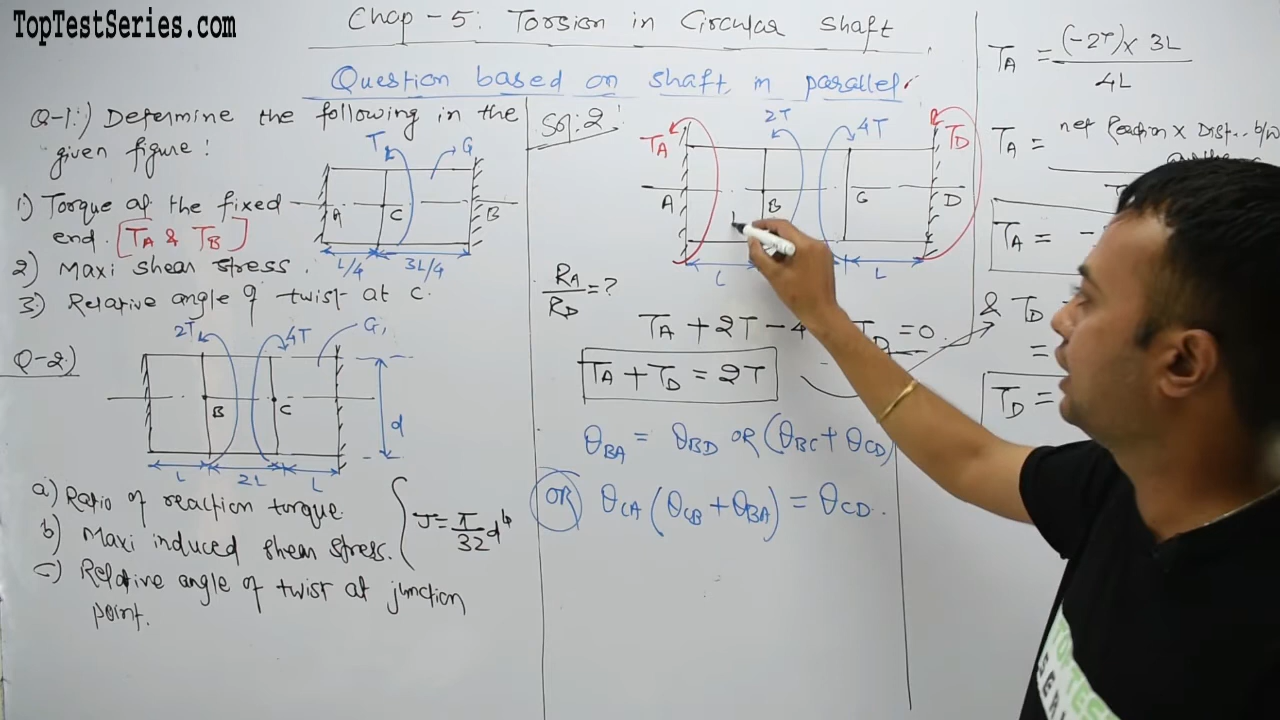 TopTestSeries.com
Chap-5: Torsion in Circular shaft
Question based on shaft in parallel.
Q-1:) Determine the following in the
given figure:
T G
A C B
L/4 3L/4
1) Torque of the fixed
end. [TA & TB]
2) Maxi shear stress.
3:) Relative angle of twist at C.
Q-2)
2T 4T G,
B C d
L 2L L
a) Ratio of reaction torque.
b) Maxi induced shear stress.
c) Relative angle of twist at junction
point.
J = π/32 d⁴
Sol:2
TA 2T 4T TD
A B C D
L L
RA/RD = ?
TA + 2T - 4 TD = 0.
TA + TD = 2T
θBA = θBD OR (θBC + θCD)
OR θCA (θCB + θBA) = θCD.
TA = (-2T) × 3L / 4L
TA = net Reaction × Dist.. b/w
TA = -
& TD
=
TD =